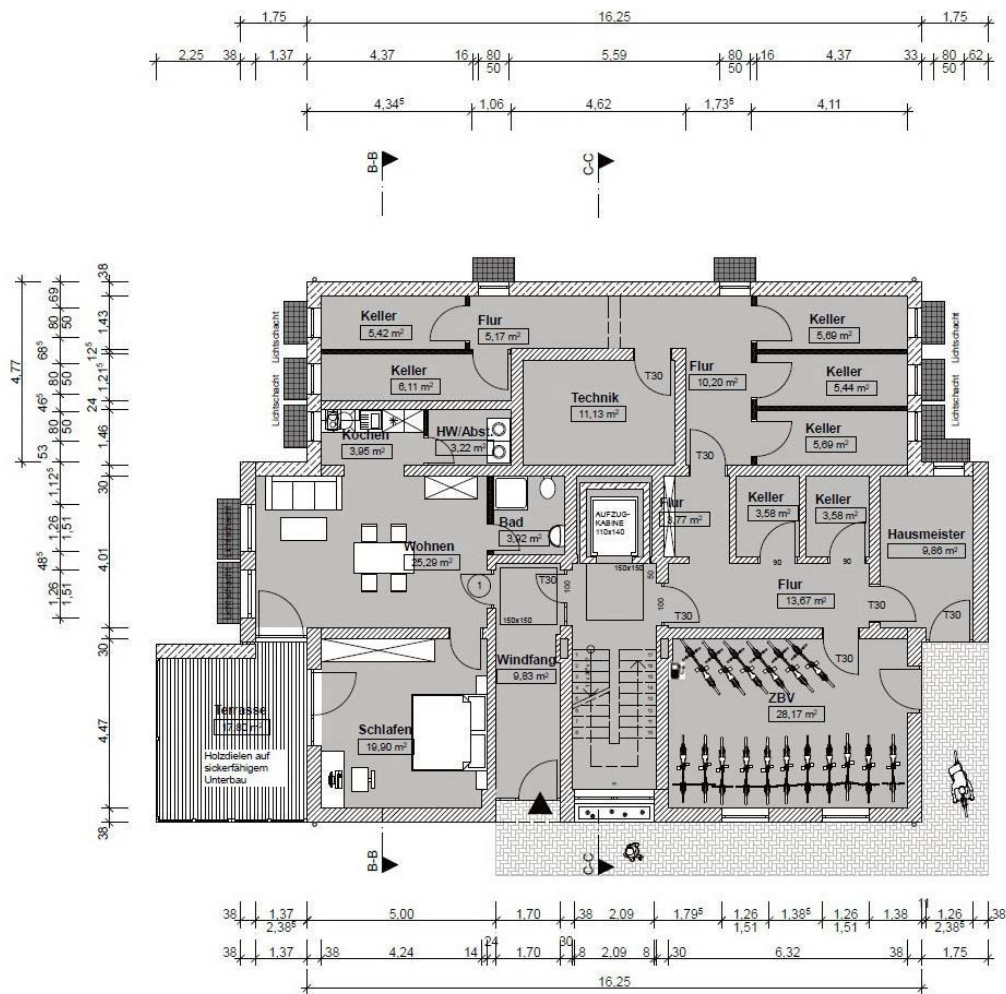 1,75 16.25 1,75
2,25 38 1,37 4,37 16 80 5,59 80 16 4,37 33 80 62
50 50 50
4,34⁵ 1,06 4,62 1,73⁵ 4,11
B-B C-C
38
69
80 50
1,43
68⁵
12⁵
80 50
1,21⁵
46⁵
24
80 50
1,46
53
4,77
1,12⁵
30
1,26 1,51
4,01
48⁵
1,26 1,51
30
4,47
38
Lichtschacht
Lichtschacht
Lichtschacht
Lichtschacht
Keller
5,42 m²
Flur
5,17 m²
Keller
5,69 m²
Keller
6,11 m²
T30
Flur
10,20 m²
Keller
5,44 m²
Technik
11,13 m²
Kochen
3,95 m²
HW/Abst.
3,22 m²
Keller
5,69 m²
T30
Bad
3,92 m²
AUFZUG-
KABINE
110x140
Flur
3,77 m²
Keller
3,58 m²
Keller
3,58 m²
Hausmeister
9,86 m²
Wohnen
25,29 m²
1
T30
100
150x150
50
90
90
150x150
100
T30
Flur
13,67 m²
T30
T30
T30
Windfang
9,83 m²
ZBV
28,17 m²
Terrasse
17,80 m²
Holzdielen auf
sickerfähigem
Unterbau
Schlafen
19,90 m²
B-B C-C
38 1,37 5,00 1,70 38 2,09 1,79⁵ 1,26 1,38⁵ 1,26 1,38 11 1,26 38
2,38⁵ 1,51 1,51 2,38⁵
38 1,37 38 4,24 14 24 1,70 30 8 2,09 8 30 6,32 38 1,75
16.25